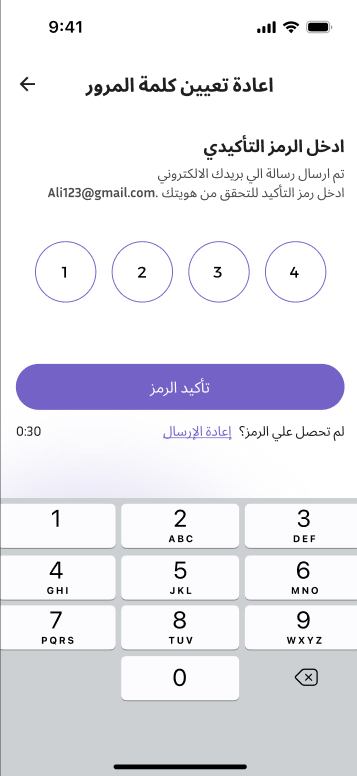 9:41
اعادة تعيين كلمة المرور
ادخل الرمز التأكيدي
تم ارسال رسالة الي بريدك الالكتروني
ادخل رمز التأكيد للتحقق من هويتك .Ali123@gmail.com
1 2 3 4
تأكيد الرمز
لم تحصل علي الرمز؟ إعادة الإرسال 0:30
1 2 3
ABC DEF
4 5 6
GHI JKL MNO
7 8 9
PQRS TUV WXYZ
0